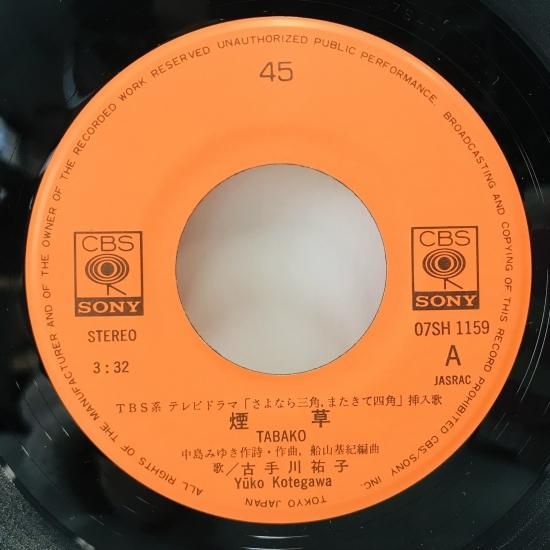 ALL RIGHTS OF THE MANUFACTURER AND OF THE OWNER OF THE RECORDED WORK RESERVED UNAUTHORIZED PUBLIC PERFORMANCE. BROADCASTING AND COPYING OF THIS RECORD PROHIBITED CBS/SONY INC. TOKYO JAPAN
45
CBS
SONY
CBS
SONY
STEREO
07SH 1159
3:32
A
JASRAC
TBS系 テレビドラマ「さよなら三角,またきて四角」挿入歌
煙草
TABAKO
中島みゆき作詩・作曲, 船山基紀編曲
歌/古手川祐子
Yūko Kotegawa